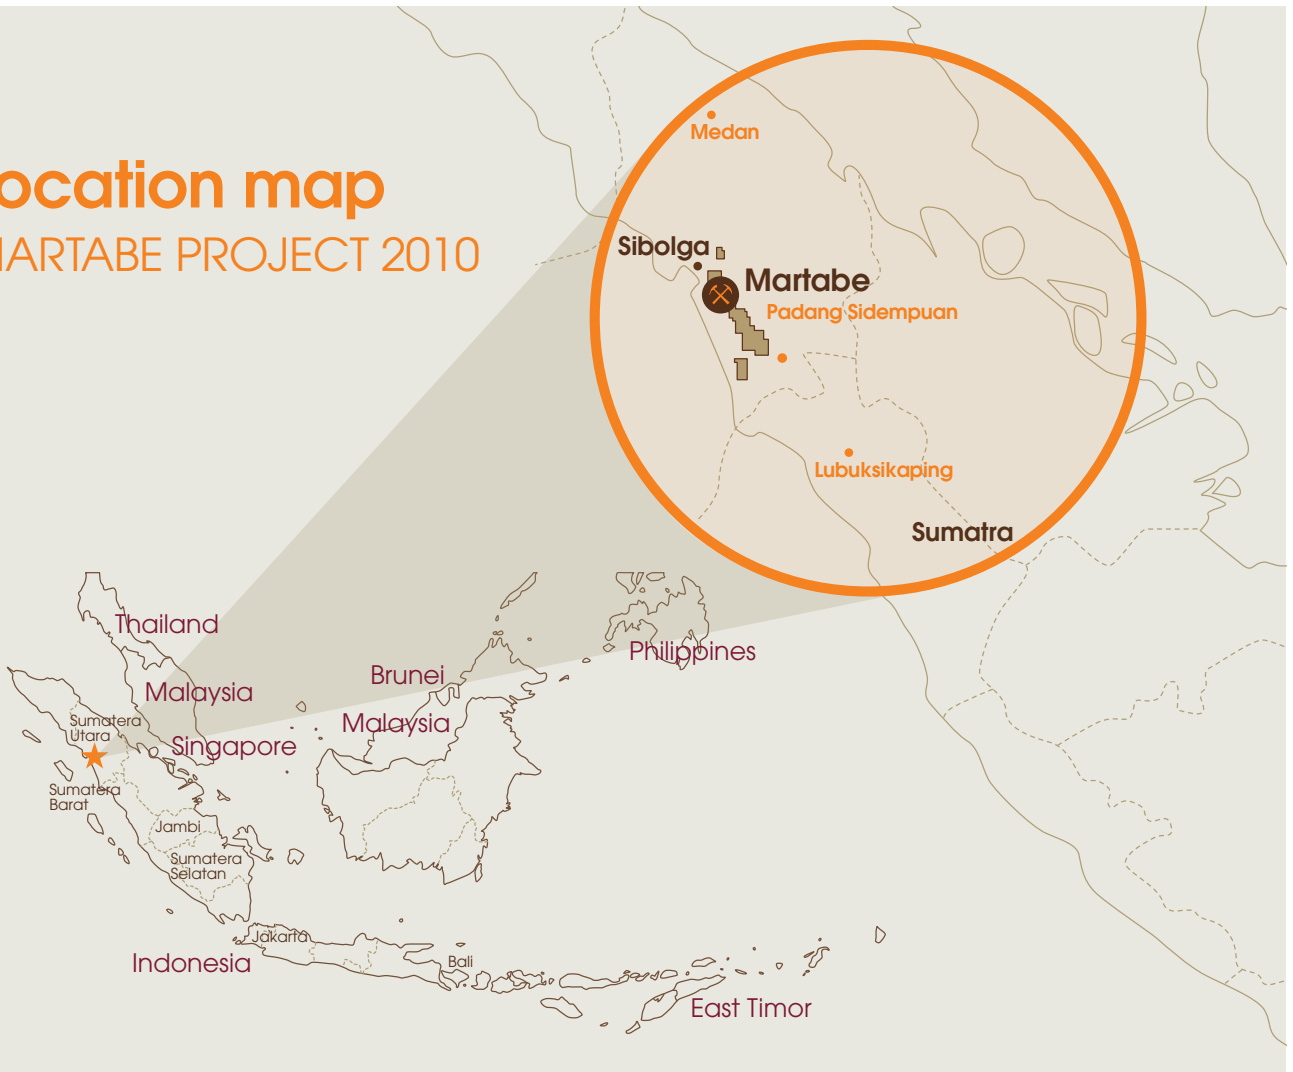 ocation map
ARTABE PROJECT 2010
Medan
Sibolga
Martabe
Padang Sidempuan
Lubuksikaping
Sumatra
Thailand
Malaysia
Singapore
Brunei
Malaysia
Philippines
Sumatera
Utara
Sumatera
Barat
Jambi
Sumatera
Selatan
Jakarta
Bali
Indonesia
East Timor